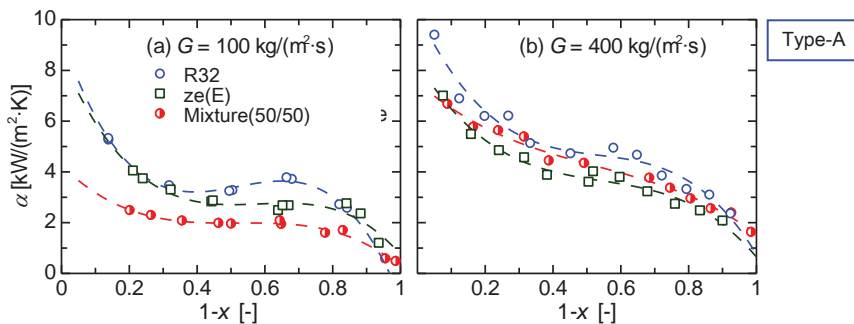 (a) G = 100 kg/(m²·s)
(b) G = 400 kg/(m²·s)
Type-A
R32
ze(E)
Mixture(50/50)
e
α [kW/(m²·K)]
10
8
6
4
2
0
0
0.2
0.4
0.6
0.8
1
0.2
0.4
0.6
0.8
1
1-x [-]
1-x [-]